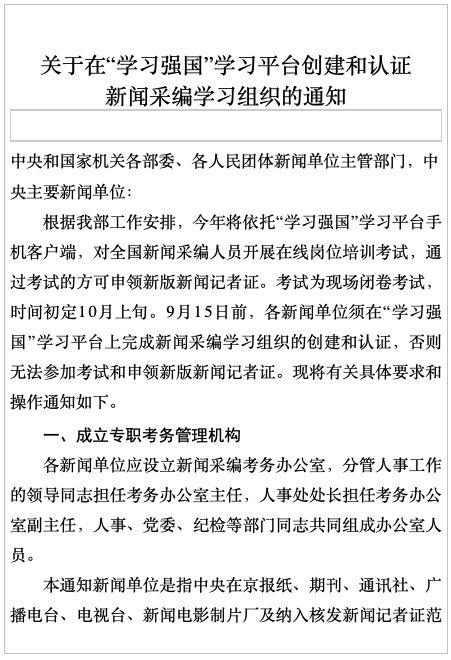 关于在“学习强国”学习平台创建和认证
新闻采编学习组织的通知
中央和国家机关各部委、各人民团体新闻单位主管部门，中
央主要新闻单位：
根据我部工作安排，今年将依托“学习强国”学习平台手
机客户端，对全国新闻采编人员开展在线岗位培训考试，通
过考试的方可申领新版新闻记者证。考试为现场闭卷考试，
时间初定10月上旬。9月15日前，各新闻单位须在“学习强
国”学习平台上完成新闻采编学习组织的创建和认证，否则
无法参加考试和申领新版新闻记者证。现将有关具体要求和
操作通知如下。
一、成立专职考务管理机构
各新闻单位应设立新闻采编考务办公室，分管人事工作
的领导同志担任考务办公室主任，人事处处长担任考务办公
室副主任，人事、党委、纪检等部门同志共同组成办公室人
员。
本通知新闻单位是指中央在京报纸、期刊、通讯社、广
播电台、电视台、新闻电影制片厂及纳入核发新闻记者证范